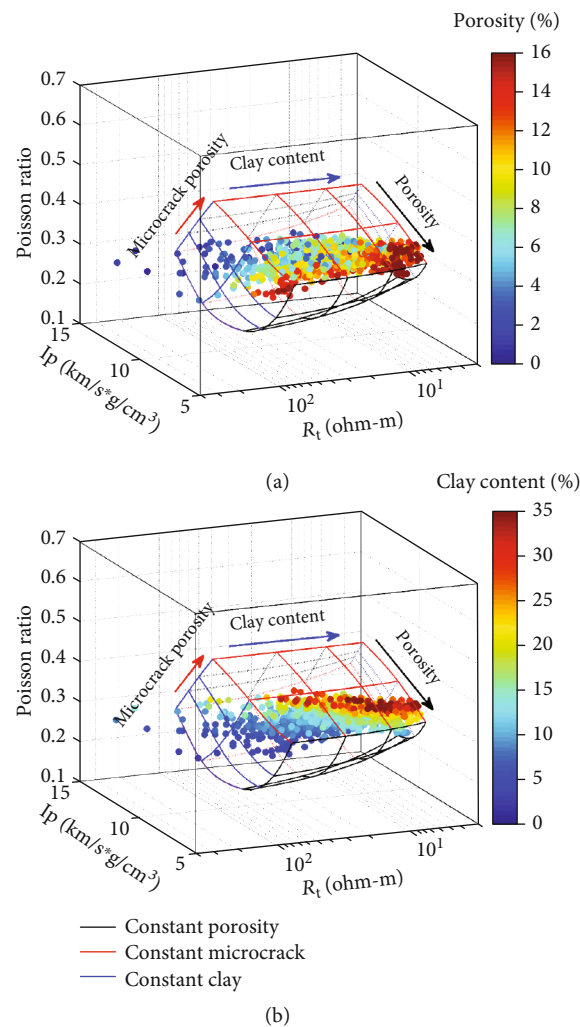 Porosity (%)
0.7
0.6
0.5
0.4
0.3
0.2
0.1
Poisson ratio
15
10
5
Ip (km/s*g/cm³)
10²
10¹
Rₜ (ohm-m)
Microcrack porosity
Clay content
Porosity
16
14
12
10
8
6
4
2
0
(a)
Clay content (%)
0.7
0.6
0.5
0.4
0.3
0.2
0.1
Poisson ratio
15
10
5
Ip (km/s*g/cm³)
10²
10¹
Rₜ (ohm-m)
Microcrack porosity
Clay content
Porosity
35
30
25
20
15
10
5
0
Constant porosity
Constant microcrack
Constant clay
(b)